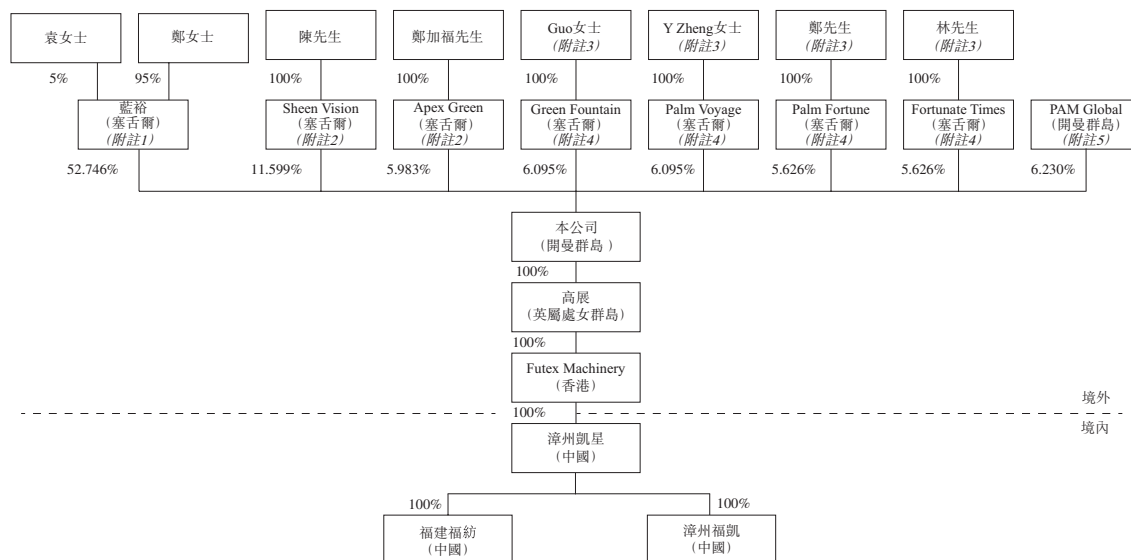 袁女士
鄭女士
陳先生
鄭加福先生
Guo女士
(附註3)
Y Zheng女士
(附註3)
鄭先生
(附註3)
林先生
(附註3)
5%
95%
100%
100%
100%
100%
100%
100%
藍裕
(塞舌爾)
(附註1)
Sheen Vision
(塞舌爾)
(附註2)
Apex Green
(塞舌爾)
(附註2)
Green Fountain
(塞舌爾)
(附註4)
Palm Voyage
(塞舌爾)
(附註4)
Palm Fortune
(塞舌爾)
(附註4)
Fortunate Times
(塞舌爾)
(附註4)
PAM Global
(開曼群島)
(附註5)
52.746%
11.599%
5.983%
6.095%
6.095%
5.626%
5.626%
6.230%
本公司
(開曼群島)
100%
高展
(英屬處女群島)
100%
Futex Machinery
(香港)
境外
100%
境內
漳州凱星
(中國)
100%
100%
福建福紡
(中國)
漳州福凱
(中國)